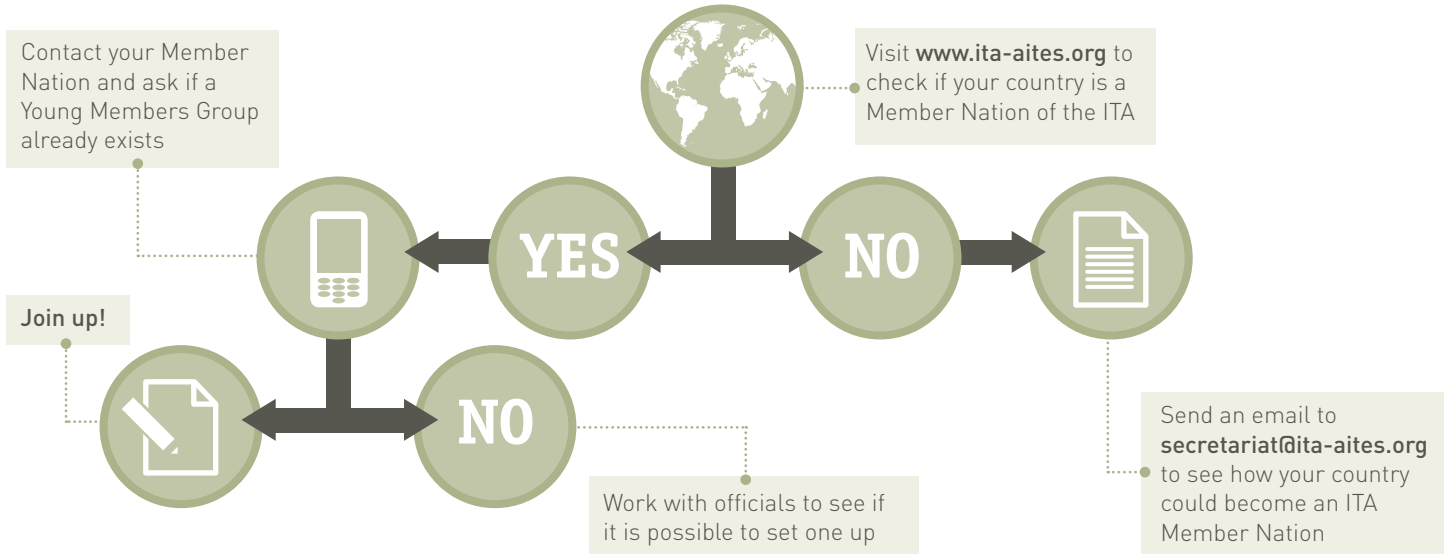 Visit www.ita-aites.org to
check if your country is a
Member Nation of the ITA
Contact your Member
Nation and ask if a
Young Members Group
already exists
YES
NO
Join up!
NO
Work with officials to see if
it is possible to set one up
Send an email to
secretariat@ita-aites.org
to see how your country
could become an ITA
Member Nation